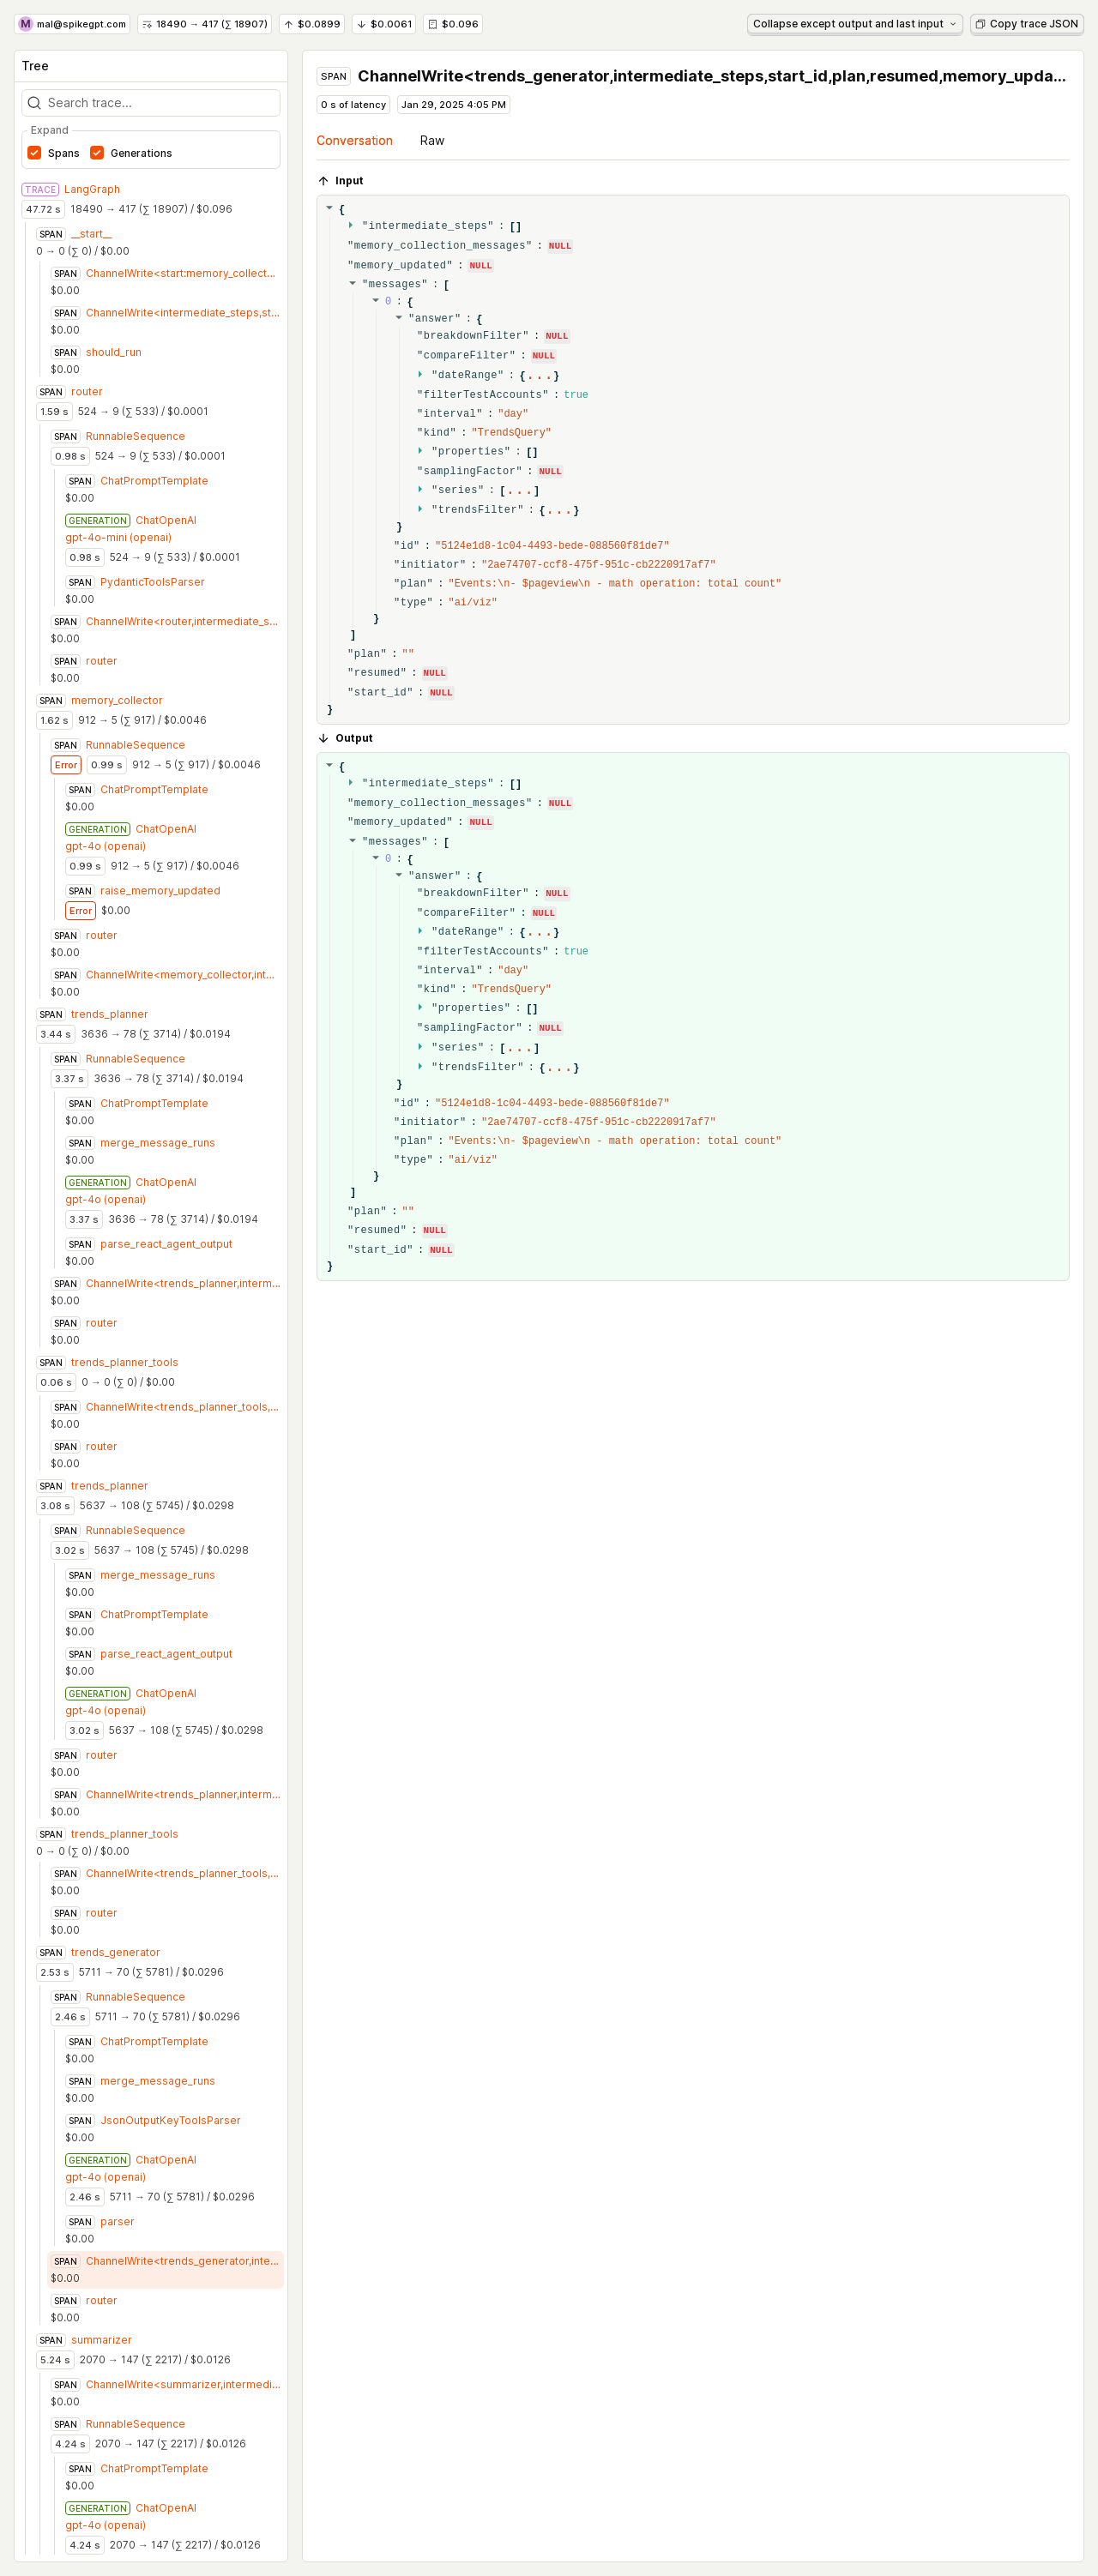 M mal@spikegpt.com 18490 → 417 (∑ 18907) $0.0899 $0.0061 $0.096 Collapse except output and last input Copy trace JSON
Tree
Search trace...
Expand
Spans Generations
TRACE LangGraph
47.72 s 18490 → 417 (∑ 18907) / $0.096
SPAN __start__
0 → 0 (∑ 0) / $0.00
SPAN ChannelWrite<start:memory_collect...
$0.00
SPAN ChannelWrite<intermediate_steps,st...
$0.00
SPAN should_run
$0.00
SPAN router
1.59 s 524 → 9 (∑ 533) / $0.0001
SPAN RunnableSequence
0.98 s 524 → 9 (∑ 533) / $0.0001
SPAN ChatPromptTemplate
$0.00
GENERATION ChatOpenAI
gpt-4o-mini (openai)
0.98 s 524 → 9 (∑ 533) / $0.0001
SPAN PydanticToolsParser
$0.00
SPAN ChannelWrite<router,intermediate_s...
$0.00
SPAN router
$0.00
SPAN memory_collector
1.62 s 912 → 5 (∑ 917) / $0.0046
SPAN RunnableSequence
Error 0.99 s 912 → 5 (∑ 917) / $0.0046
SPAN ChatPromptTemplate
$0.00
GENERATION ChatOpenAI
gpt-4o (openai)
0.99 s 912 → 5 (∑ 917) / $0.0046
SPAN raise_memory_updated
Error $0.00
SPAN router
$0.00
SPAN ChannelWrite<memory_collector,int...
$0.00
SPAN trends_planner
3.44 s 3636 → 78 (∑ 3714) / $0.0194
SPAN RunnableSequence
3.37 s 3636 → 78 (∑ 3714) / $0.0194
SPAN ChatPromptTemplate
$0.00
SPAN merge_message_runs
$0.00
GENERATION ChatOpenAI
gpt-4o (openai)
3.37 s 3636 → 78 (∑ 3714) / $0.0194
SPAN parse_react_agent_output
$0.00
SPAN ChannelWrite<trends_planner,interm...
$0.00
SPAN router
$0.00
SPAN trends_planner_tools
0.06 s 0 → 0 (∑ 0) / $0.00
SPAN ChannelWrite<trends_planner_tools,...
$0.00
SPAN router
$0.00
SPAN trends_planner
3.08 s 5637 → 108 (∑ 5745) / $0.0298
SPAN RunnableSequence
3.02 s 5637 → 108 (∑ 5745) / $0.0298
SPAN merge_message_runs
$0.00
SPAN ChatPromptTemplate
$0.00
SPAN parse_react_agent_output
$0.00
GENERATION ChatOpenAI
gpt-4o (openai)
3.02 s 5637 → 108 (∑ 5745) / $0.0298
SPAN router
$0.00
SPAN ChannelWrite<trends_planner,interm...
$0.00
SPAN trends_planner_tools
0 → 0 (∑ 0) / $0.00
SPAN ChannelWrite<trends_planner_tools,...
$0.00
SPAN router
$0.00
SPAN trends_generator
2.53 s 5711 → 70 (∑ 5781) / $0.0296
SPAN RunnableSequence
2.46 s 5711 → 70 (∑ 5781) / $0.0296
SPAN ChatPromptTemplate
$0.00
SPAN merge_message_runs
$0.00
SPAN JsonOutputKeyToolsParser
$0.00
GENERATION ChatOpenAI
gpt-4o (openai)
2.46 s 5711 → 70 (∑ 5781) / $0.0296
SPAN parser
$0.00
SPAN ChannelWrite<trends_generator,inte...
$0.00
SPAN router
$0.00
SPAN summarizer
5.24 s 2070 → 147 (∑ 2217) / $0.0126
SPAN ChannelWrite<summarizer,intermedi...
$0.00
SPAN RunnableSequence
4.24 s 2070 → 147 (∑ 2217) / $0.0126
SPAN ChatPromptTemplate
$0.00
GENERATION ChatOpenAI
gpt-4o (openai)
4.24 s 2070 → 147 (∑ 2217) / $0.0126
SPAN ChannelWrite<trends_generator,intermediate_steps,start_id,plan,resumed,memory_upda...
0 s of latency Jan 29, 2025 4:05 PM
Conversation Raw
Input
{
"intermediate_steps" : []
"memory_collection_messages" : NULL
"memory_updated" : NULL
"messages" : [
0 : {
"answer" : {
"breakdownFilter" : NULL
"compareFilter" : NULL
"dateRange" : {...}
"filterTestAccounts" : true
"interval" : "day"
"kind" : "TrendsQuery"
"properties" : []
"samplingFactor" : NULL
"series" : [...]
"trendsFilter" : {...}
}
"id" : "5124e1d8-1c04-4493-bede-088560f81de7"
"initiator" : "2ae74707-ccf8-475f-951c-cb2220917af7"
"plan" : "Events:\n- $pageview\n - math operation: total count"
"type" : "ai/viz"
}
]
"plan" : ""
"resumed" : NULL
"start_id" : NULL
}
Output
{
"intermediate_steps" : []
"memory_collection_messages" : NULL
"memory_updated" : NULL
"messages" : [
0 : {
"answer" : {
"breakdownFilter" : NULL
"compareFilter" : NULL
"dateRange" : {...}
"filterTestAccounts" : true
"interval" : "day"
"kind" : "TrendsQuery"
"properties" : []
"samplingFactor" : NULL
"series" : [...]
"trendsFilter" : {...}
}
"id" : "5124e1d8-1c04-4493-bede-088560f81de7"
"initiator" : "2ae74707-ccf8-475f-951c-cb2220917af7"
"plan" : "Events:\n- $pageview\n - math operation: total count"
"type" : "ai/viz"
}
]
"plan" : ""
"resumed" : NULL
"start_id" : NULL
}